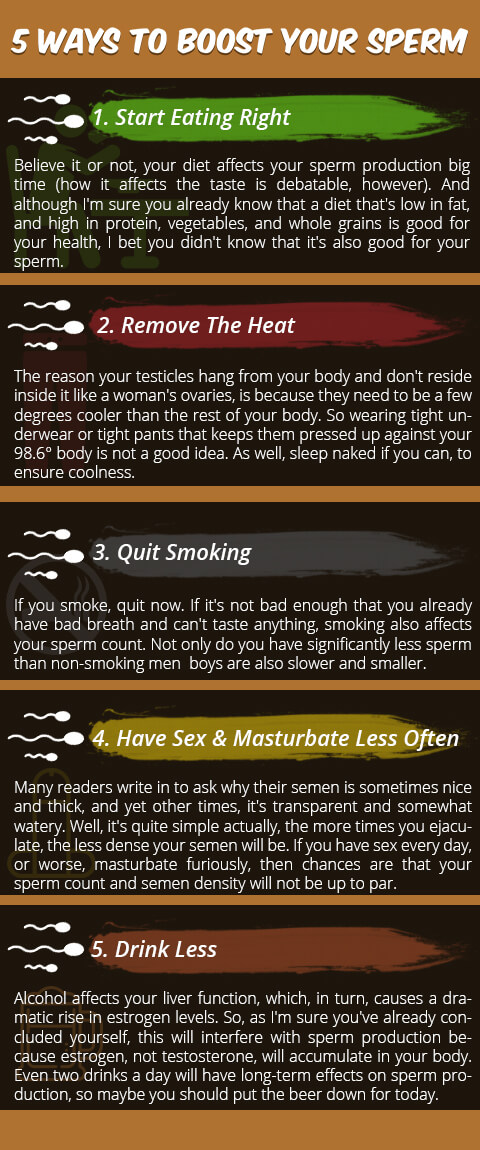 5 WAYS TO BOOST YOUR SPERM
1. Start Eating Right
Believe it or not, your diet affects your sperm production big
time (how it affects the taste is debatable, however). And
although I'm sure you already know that a diet that's low in fat,
and high in protein, vegetables, and whole grains is good for
your health, I bet you didn't know that it's also good for your
sperm.
2. Remove The Heat
The reason your testicles hang from your body and don't reside
inside it like a woman's ovaries, is because they need to be a few
degrees cooler than the rest of your body. So wearing tight un-
derwear or tight pants that keeps them pressed up against your
98.6° body is not a good idea. As well, sleep naked if you can, to
ensure coolness.
3. Quit Smoking
If you smoke, quit now. If it's not bad enough that you already
have bad breath and can't taste anything, smoking also affects
your sperm count. Not only do you have significantly less sperm
than non-smoking men  boys are also slower and smaller.
4. Have Sex & Masturbate Less Often
Many readers write in to ask why their semen is sometimes nice
and thick, and yet other times, it's transparent and somewhat
watery. Well, it's quite simple actually, the more times you ejacu-
late, the less dense your semen will be. If you have sex every day,
or worse, masturbate furiously, then chances are that your
sperm count and semen density will not be up to par.
5. Drink Less
Alcohol affects your liver function, which, in turn, causes a dra-
matic rise in estrogen levels. So, as I'm sure you've already con-
cluded yourself, this will interfere with sperm production be-
cause estrogen, not testosterone, will accumulate in your body.
Even two drinks a day will have long-term effects on sperm pro-
duction, so maybe you should put the beer down for today.